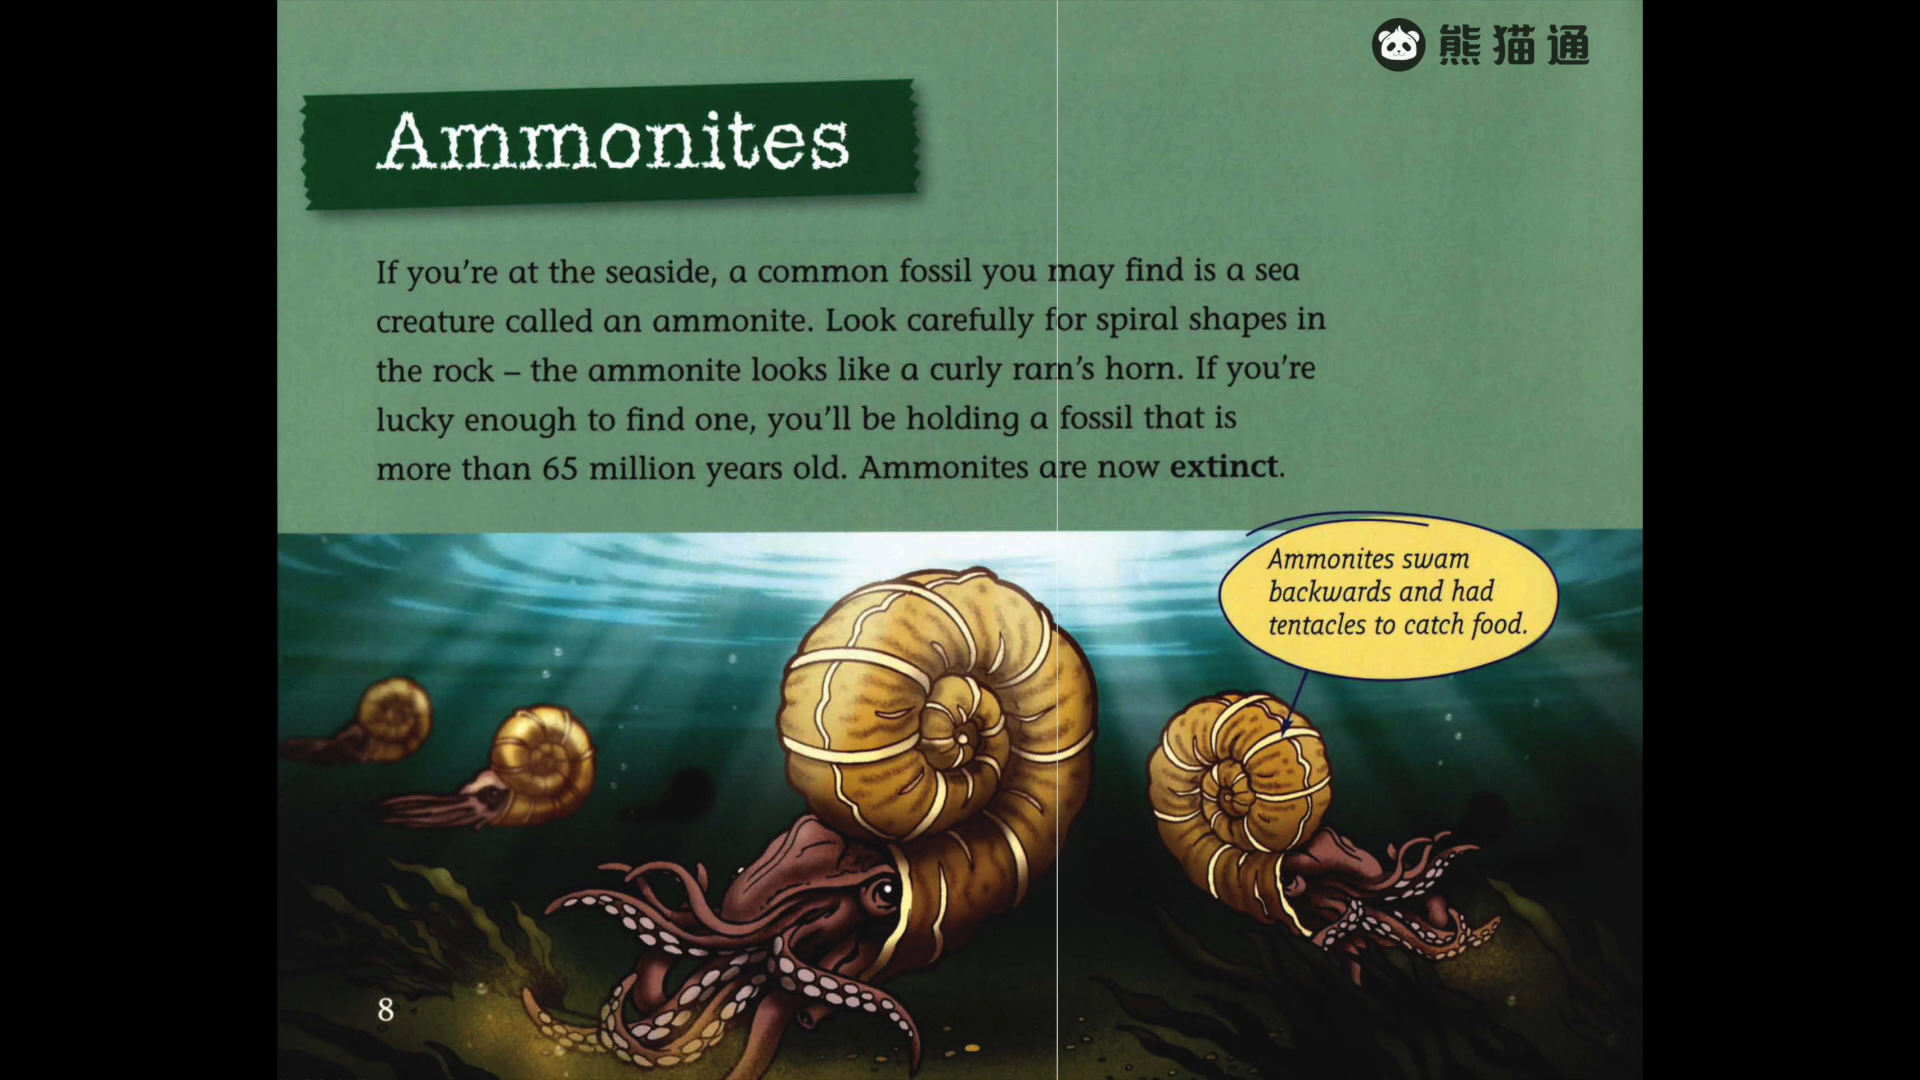 熊猫通
Ammonites
If you're at the seaside, a common fossil you may find is a sea
creature called an ammonite. Look carefully for spiral shapes in
the rock – the ammonite looks like a curly ram's horn. If you're
lucky enough to find one, you'll be holding a fossil that is
more than 65 million years old. Ammonites are now extinct.
Ammonites swam
backwards and had
tentacles to catch food.
8